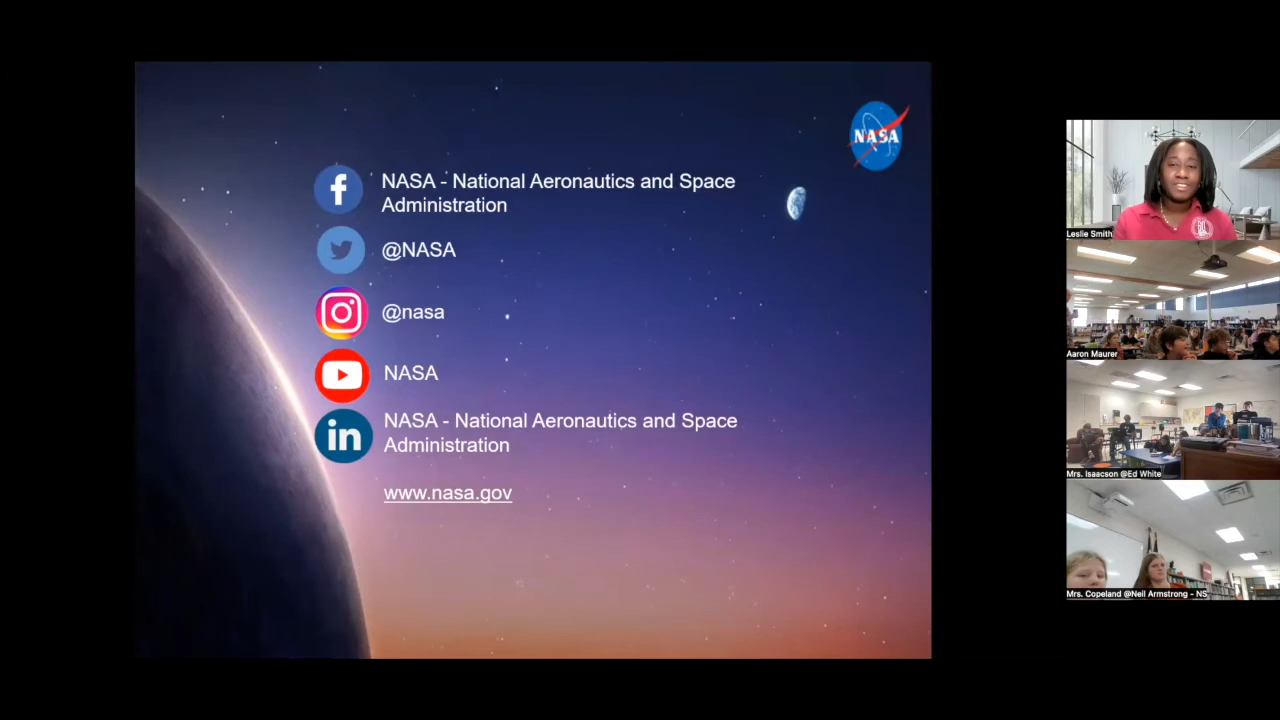 NASA
NASA - National Aeronautics and Space
Administration
@NASA
@nasa
NASA
in
NASA - National Aeronautics and Space
Administration
www.nasa.gov
Leslie Smith
Aaron Maurer
Mrs. Isaacson @Ed White
Mrs. Copeland @Neil Armstrong - NS